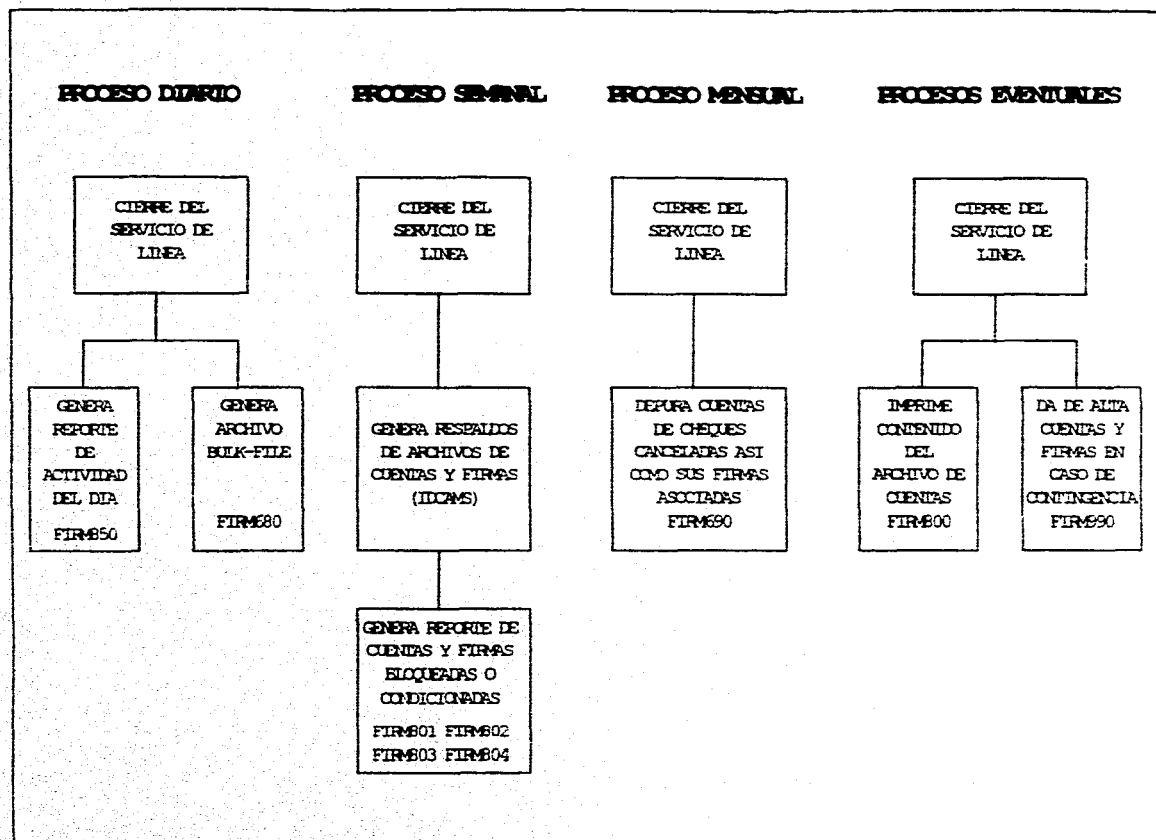 PROCESO DIARIO
PROCESO SEMANAL
PROCESO MENSUAL
PROCESOS EVENTUALES
CIERRE DEL
SERVICIO DE
LINEA
CIERRE DEL
SERVICIO DE
LINEA
CIERRE DEL
SERVICIO DE
LINEA
CIERRE DEL
SERVICIO DE
LINEA
GENERA
REPORTE
DE
ACTIVIDAD
DEL DIA
FIRM850
GENERA
ARCHIVO
BULK-FILE
FIRM680
GENERA RESPALDOS
DE ARCHIVOS DE
CUENTAS Y FIRMAS
(IDCAMS)
DEPURA CUENTAS
DE CHEQUES
CANCELADAS ASI
COMO SUS FIRMAS
ASOCIADAS
FIRM690
IMPRIME
CONTENIDO
DEL
ARCHIVO DE
CUENTAS
FIRM800
DA DE ALTA
CUENTAS Y
FIRMAS EN
CASO DE
CONTINGENCIA
FIRM990
GENERA REPORTE DE
CUENTAS Y FIRMAS
BLOQUEADAS O
CONDICIONADAS
FIRM801 FIRM802
FIRM803 FIRM804